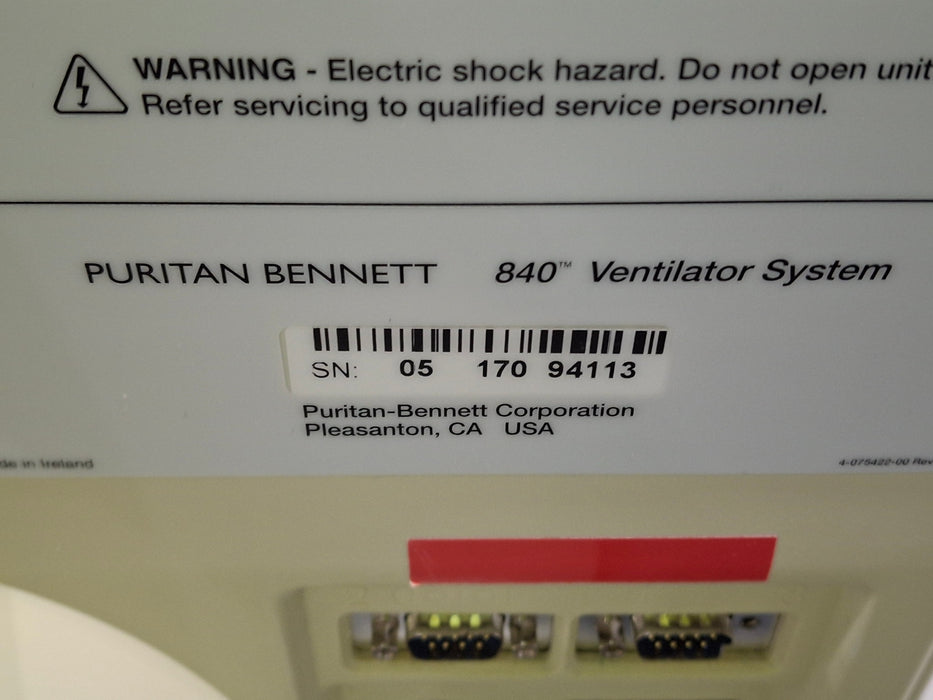 WARNING - Electric shock hazard. Do not open unit
Refer servicing to qualified service personnel.
PURITAN BENNETT 840™ Ventilator System
SN: 05 170 94113
Puritan-Bennett Corporation
Pleasanton, CA USA
de in Ireland
4-075422-00 Rev